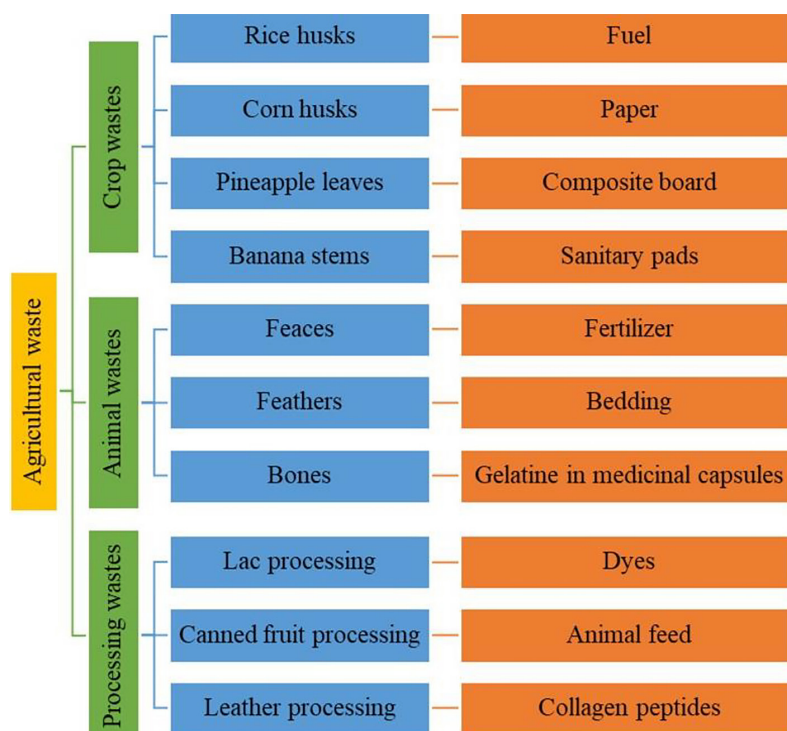 Agricultural waste
Crop wastes
Rice husks
Fuel
Corn husks
Paper
Pineapple leaves
Composite board
Banana stems
Sanitary pads
Animal wastes
Feaces
Fertilizer
Feathers
Bedding
Bones
Gelatine in medicinal capsules
Processing wastes
Lac processing
Dyes
Canned fruit processing
Animal feed
Leather processing
Collagen peptides